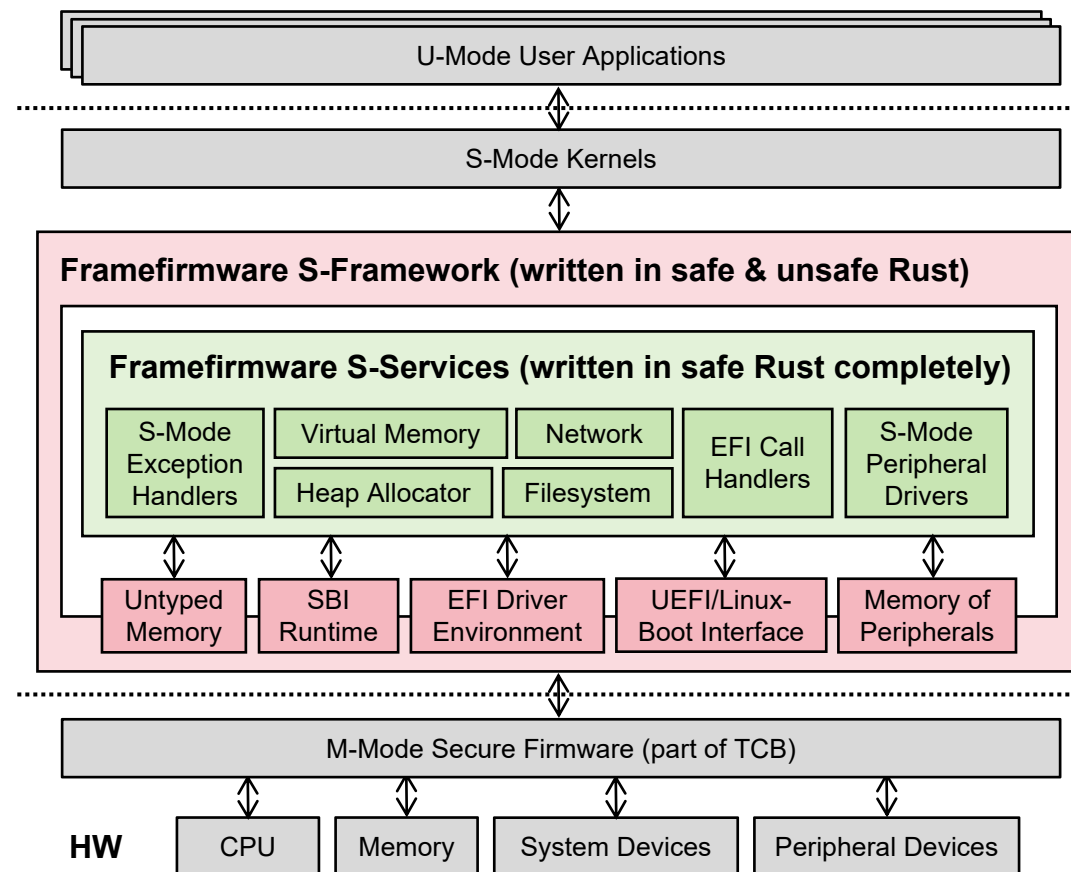 U-Mode User Applications
S-Mode Kernels
Framefirmware S-Framework (written in safe & unsafe Rust)
Framefirmware S-Services (written in safe Rust completely)
S-Mode
Exception
Handlers
Virtual Memory
Network
Heap Allocator
Filesystem
EFI Call
Handlers
S-Mode
Peripheral
Drivers
Untyped
Memory
SBI
Runtime
EFI Driver
Environment
UEFI/Linux-
Boot Interface
Memory of
Peripherals
M-Mode Secure Firmware (part of TCB)
HW
CPU
Memory
System Devices
Peripheral Devices